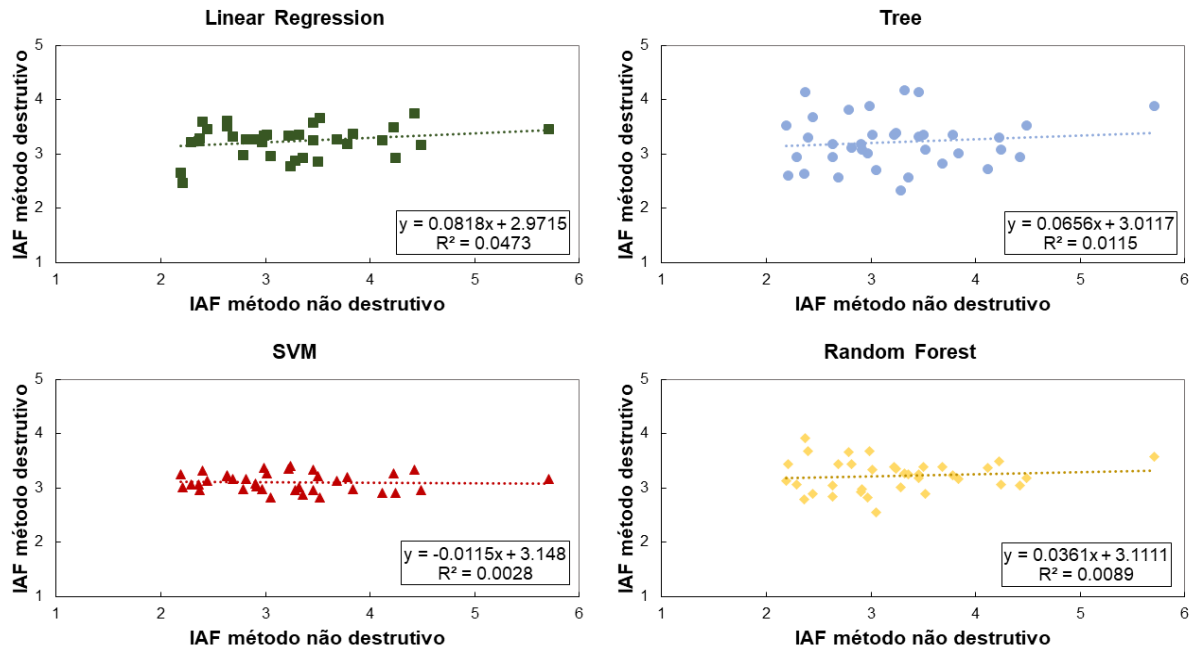 Linear Regression
5
4
3
2
1
IAF método destrutivo
y = 0.0818x + 2.9715
R² = 0.0473
1 2 3 4 5 6
IAF método não destrutivo
Tree
5
4
3
2
1
IAF método destrutivo
y = 0.0656x + 3.0117
R² = 0.0115
1 2 3 4 5 6
IAF método não destrutivo
SVM
5
4
3
2
1
IAF método destrutivo
y = -0.0115x + 3.148
R² = 0.0028
1 2 3 4 5 6
IAF método não destrutivo
Random Forest
5
4
3
2
1
IAF método destrutivo
y = 0.0361x + 3.1111
R² = 0.0089
1 2 3 4 5 6
IAF método não destrutivo